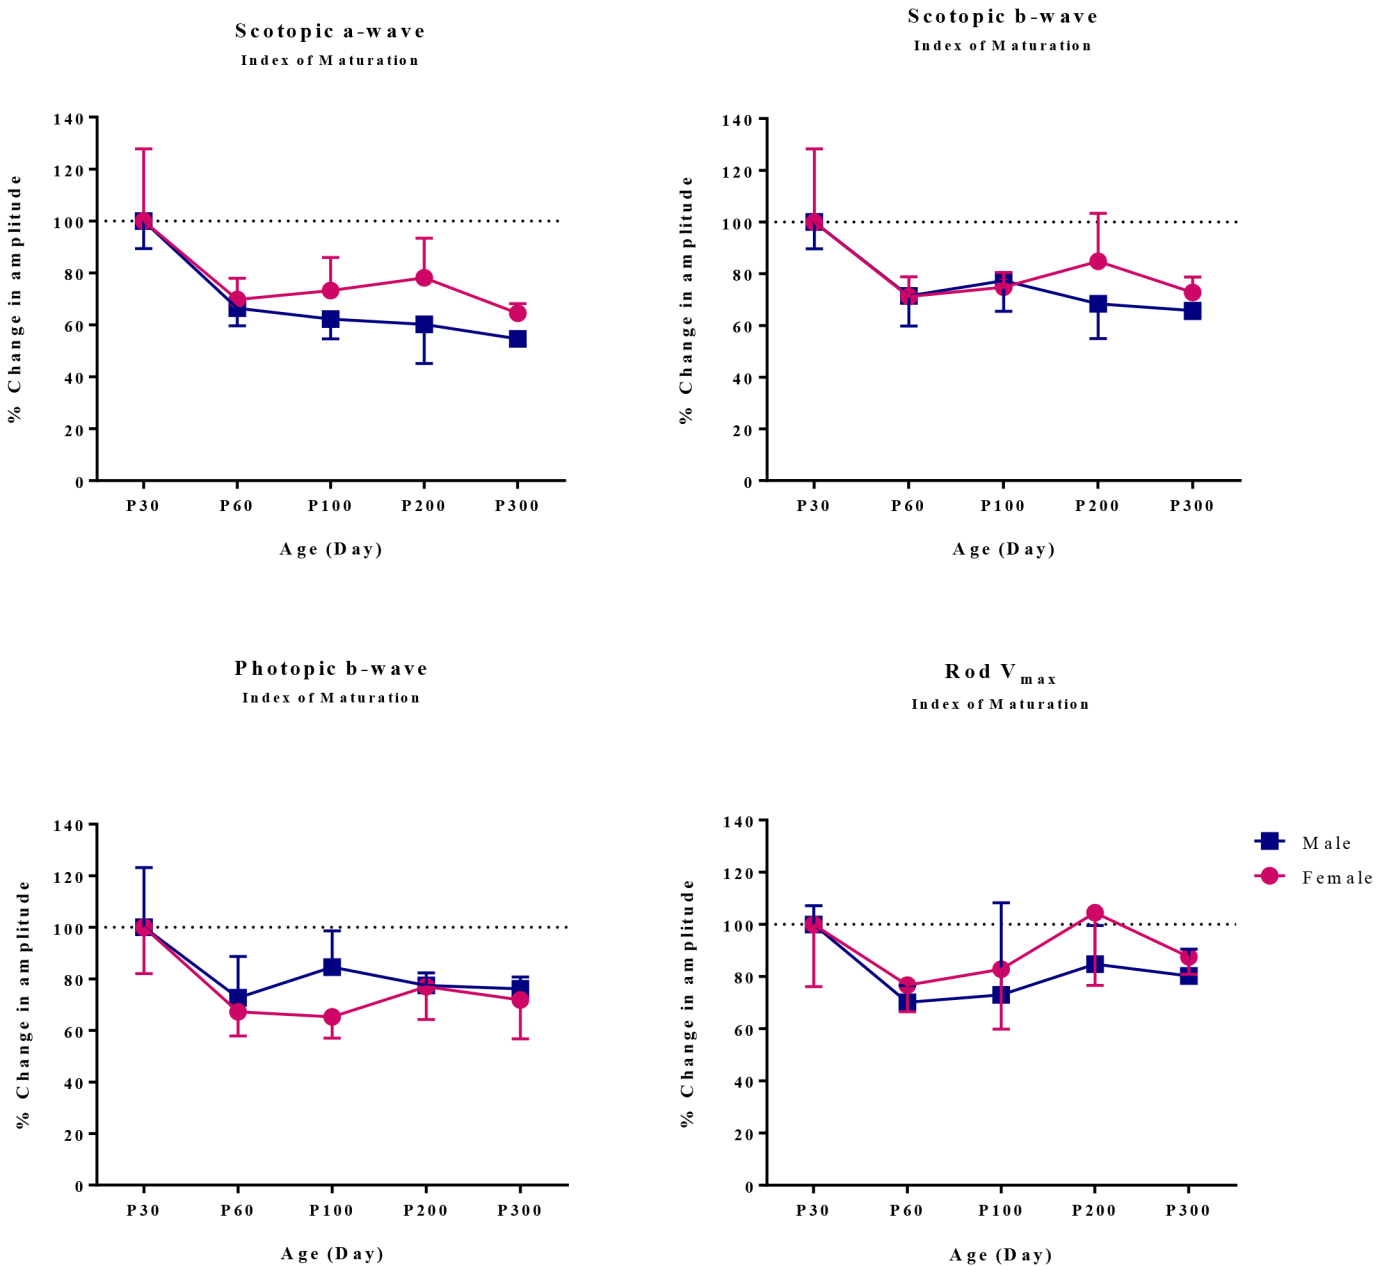 Scotopic a-wave
Index of Maturation
% Change in amplitude
140
120
100
80
60
40
20
0
P30 P60 P100 P200 P300
Age (Day)
Scotopic b-wave
Index of Maturation
% Change in amplitude
140
120
100
80
60
40
20
0
P30 P60 P100 P200 P300
Age (Day)
Photopic b-wave
Index of Maturation
% Change in amplitude
140
120
100
80
60
40
20
0
P30 P60 P100 P200 P300
Age (Day)
Rod Vmax
Index of Maturation
% Change in amplitude
140
120
100
80
60
40
20
0
P30 P60 P100 P200 P300
Age (Day)
Male
Female